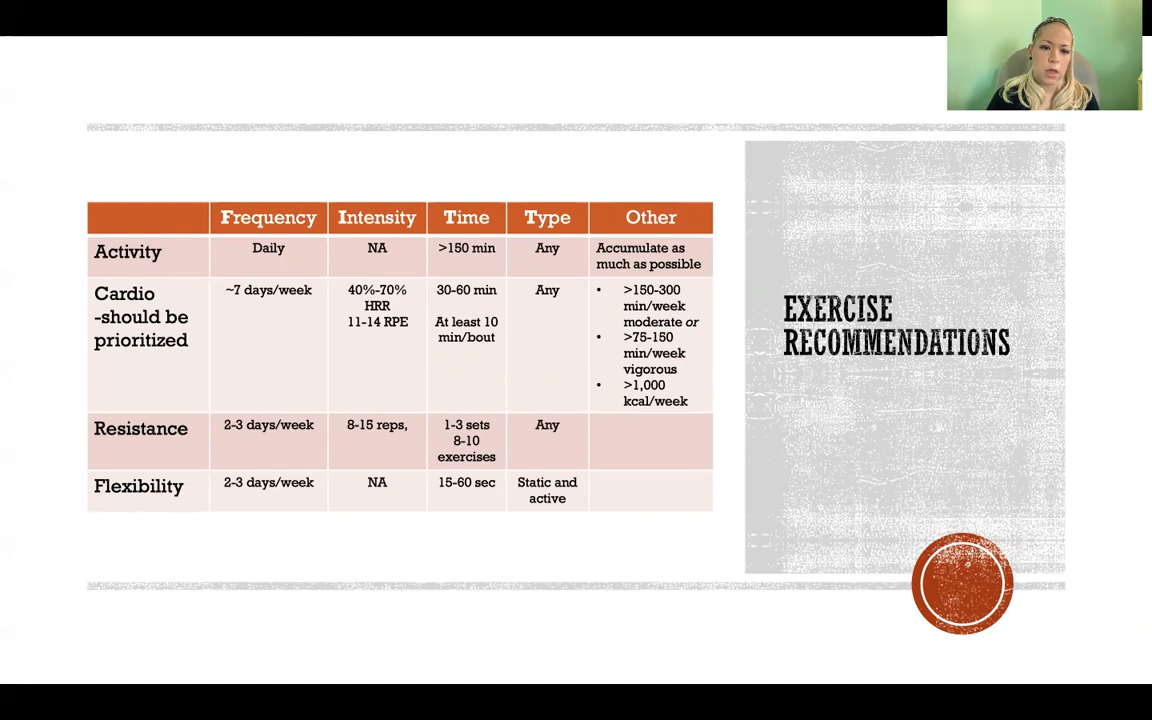 Frequency Intensity Time Type Other
Activity Daily NA >150 min Any Accumulate as
much as possible
Cardio
-should be
prioritized
~7 days/week
40%-70%
HRR
11-14 RPE
30-60 min
At least 10
min/bout
Any
• >150-300
min/week
moderate or
• >75-150
min/week
vigorous
• >1,000
kcal/week
Resistance 2-3 days/week 8-15 reps, 1-3 sets
8-10
exercises
Any
Flexibility 2-3 days/week NA 15-60 sec Static and
active
EXERCISE
RECOMMENDATIONS